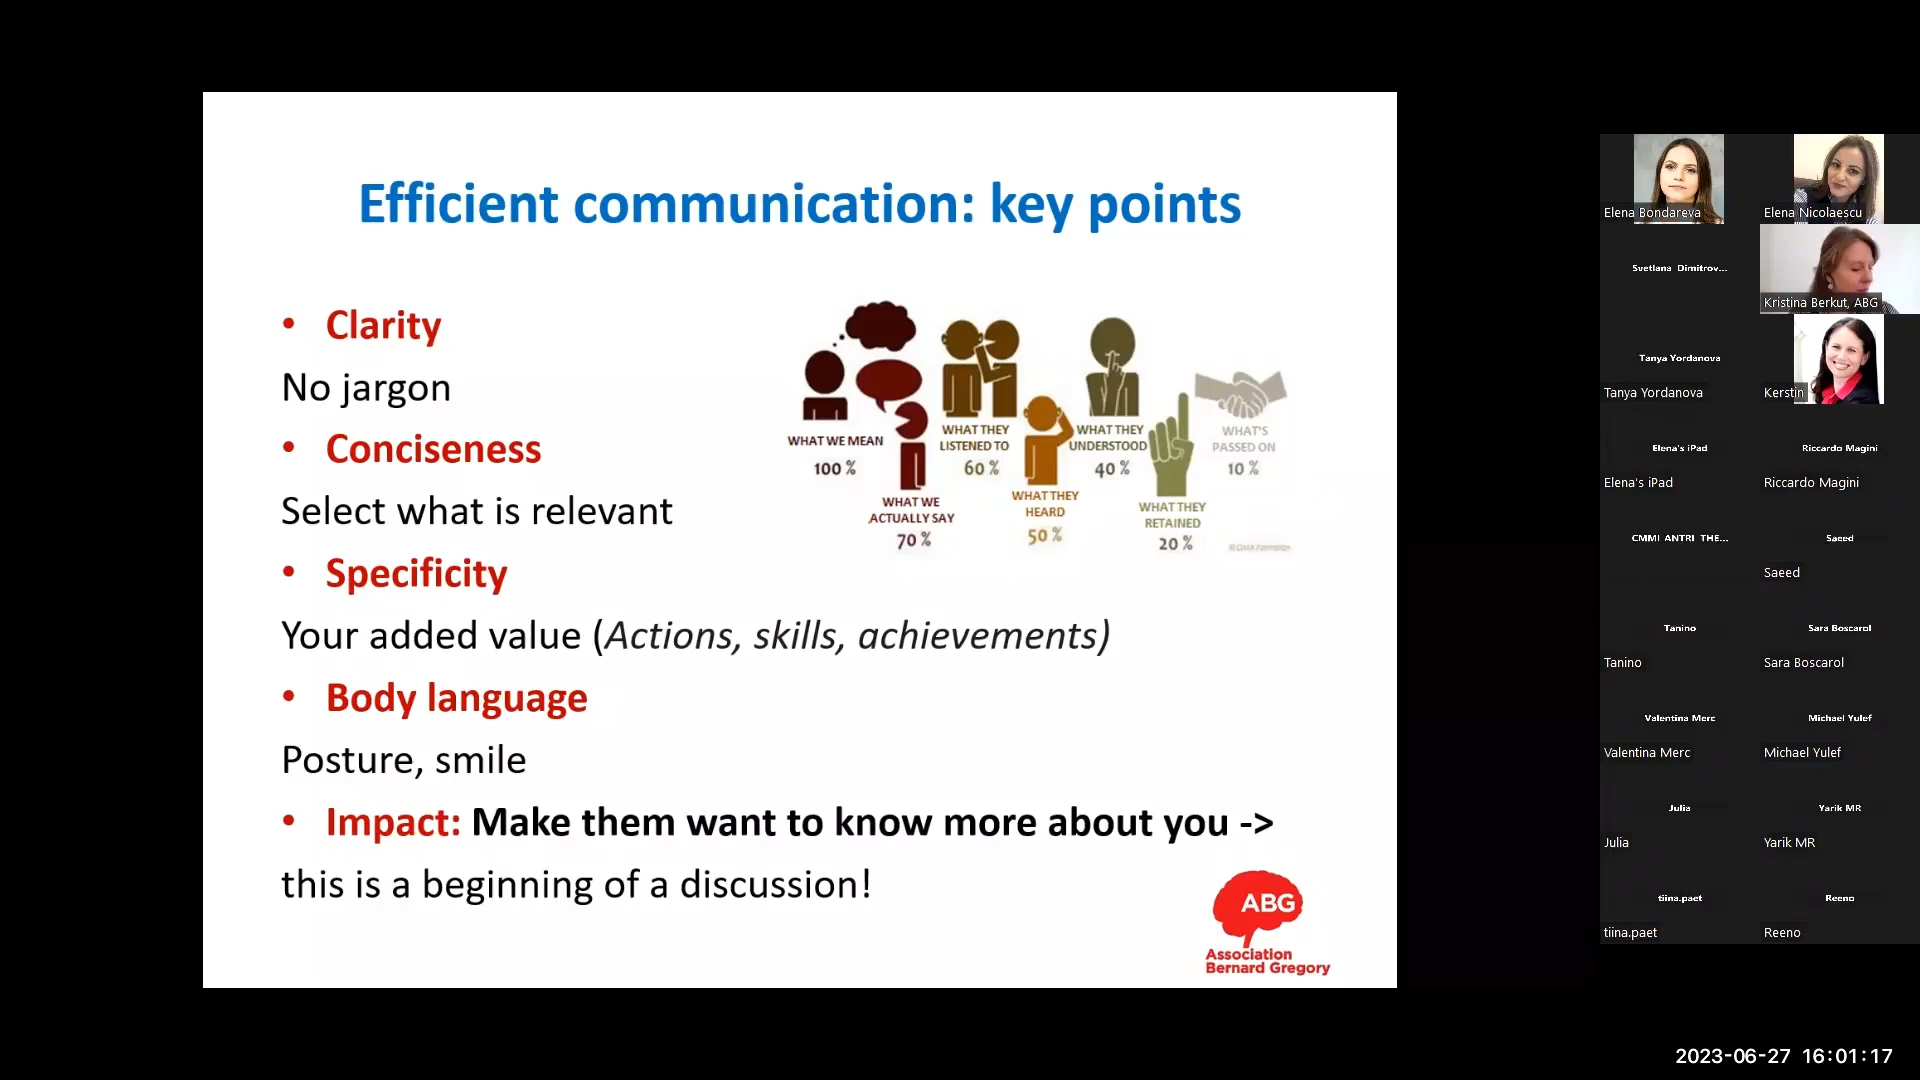 Efficient communication: key points
• Clarity
No jargon
• Conciseness
Select what is relevant
• Specificity
Your added value (Actions, skills, achievements)
• Body language
Posture, smile
• Impact: Make them want to know more about you ->
this is a beginning of a discussion!
WHAT WE MEAN
100 %
WHAT WE
ACTUALLY SAY
70 %
WHAT THEY
LISTENED TO
60 %
WHAT THEY
HEARD
50 %
WHAT THEY
UNDERSTOOD
40 %
WHAT THEY
RETAINED
20 %
WHAT'S
PASSED ON
10 %
ABG
Association
Bernard Gregory
Elena Bondareva
Elena Nicolaescu
Svetlana Dimitrov...
Kristina Berkut, ABG
Tanya Yordanova
Tanya Yordanova
Kerstin
Elena's iPad
Elena's iPad
Riccardo Magini
Riccardo Magini
CMMI ANTRI THE...
Saeed
Saeed
Tanino
Tanino
Sara Boscarol
Sara Boscarol
Valentina Merc
Valentina Merc
Michael Yulef
Michael Yulef
Julia
Julia
Yarik MR
Yarik MR
tiina.paet
tiina.paet
Reeno
Reeno
2023-06-27 16:01:17